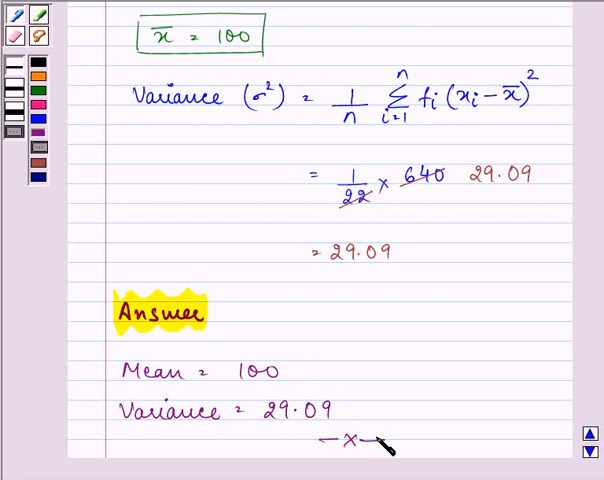 x̄ = 100
Variance (σ²) = 1/n Σ_{i=1}^{n} fi (xi − x̄)²
= 1/22 × 640 29.09
= 29.09
Answer
Mean = 100
Variance = 29.09
— x —